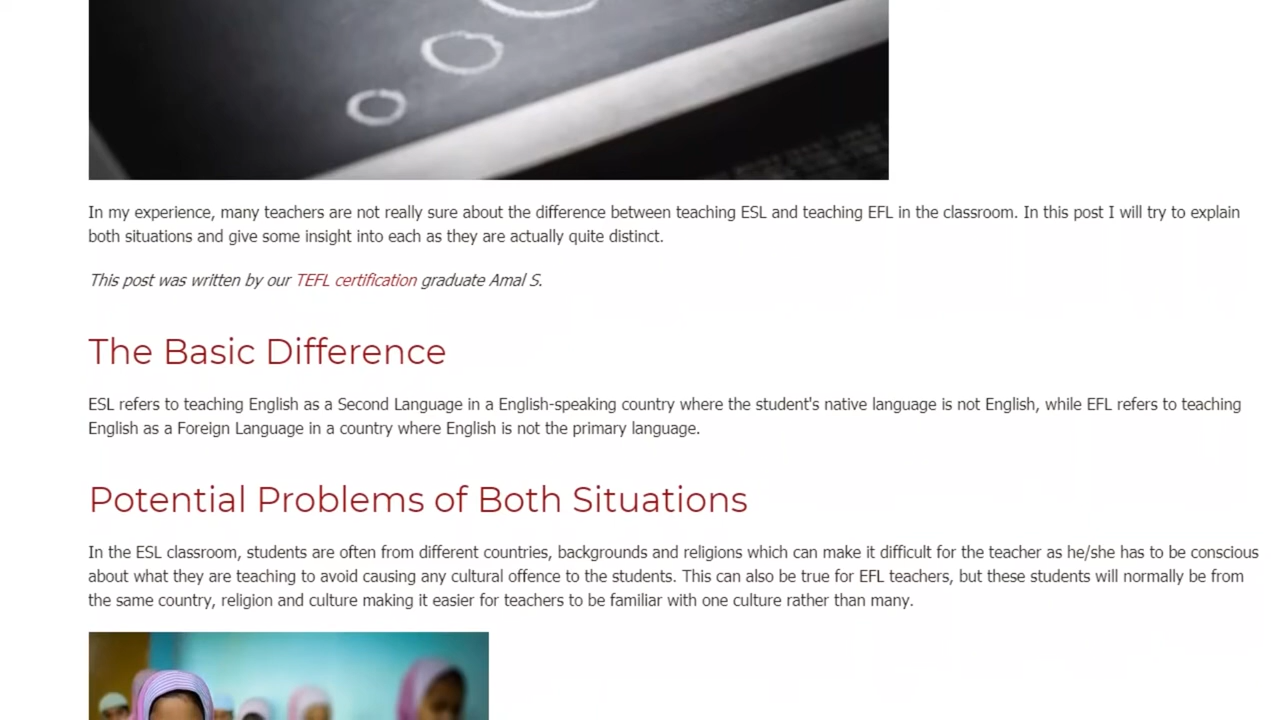 In my experience, many teachers are not really sure about the difference between teaching ESL and teaching EFL in the classroom. In this post I will try to explain
both situations and give some insight into each as they are actually quite distinct.
This post was written by our TEFL certification graduate Amal S.
The Basic Difference
ESL refers to teaching English as a Second Language in a English-speaking country where the student's native language is not English, while EFL refers to teaching
English as a Foreign Language in a country where English is not the primary language.
Potential Problems of Both Situations
In the ESL classroom, students are often from different countries, backgrounds and religions which can make it difficult for the teacher as he/she has to be conscious
about what they are teaching to avoid causing any cultural offence to the students. This can also be true for EFL teachers, but these students will normally be from
the same country, religion and culture making it easier for teachers to be familiar with one culture rather than many.